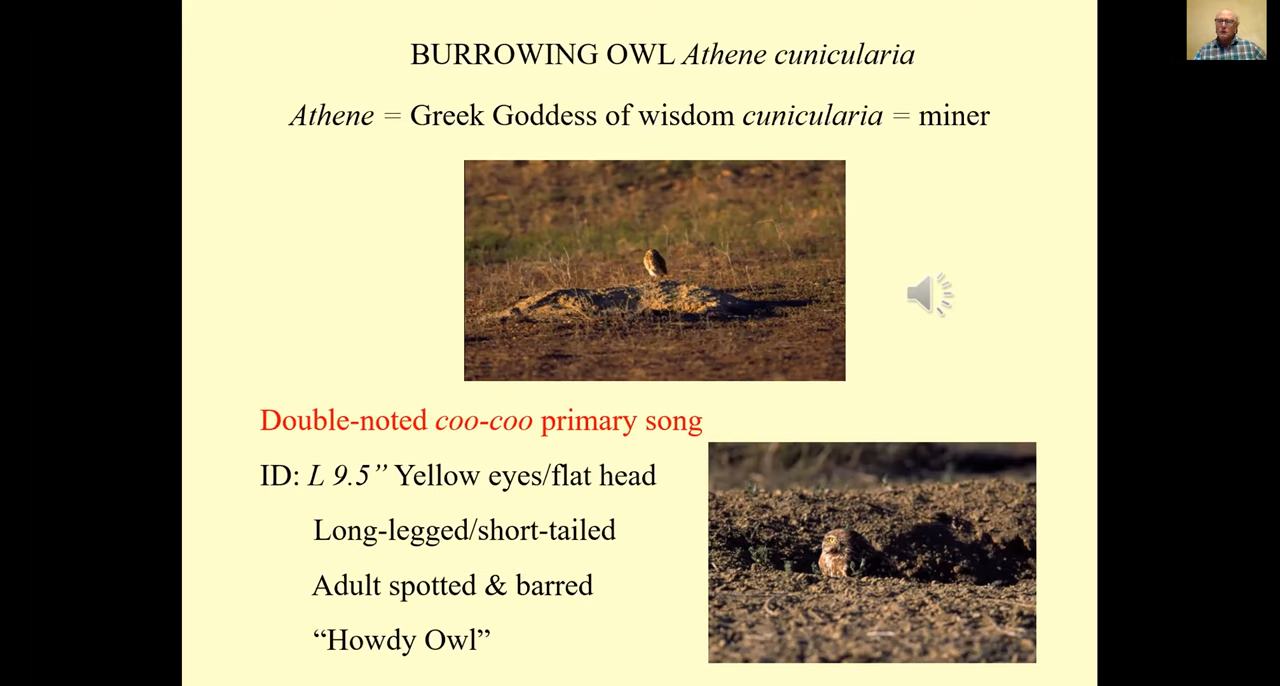 BURROWING OWL Athene cunicularia
Athene = Greek Goddess of wisdom cunicularia = miner
Double-noted coo-coo primary song
ID: L 9.5” Yellow eyes/flat head
Long-legged/short-tailed
Adult spotted & barred
“Howdy Owl”